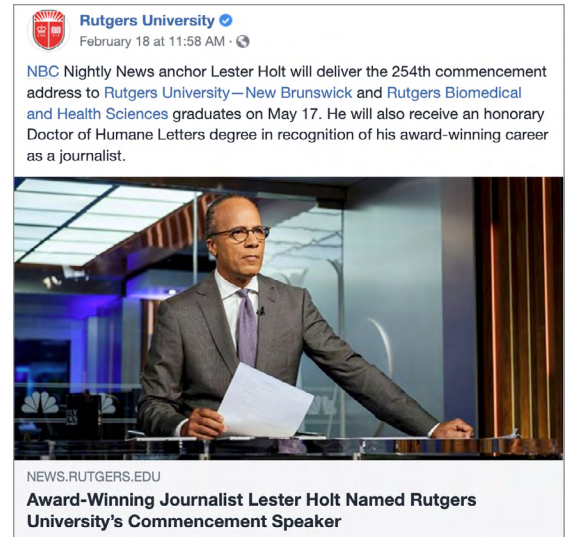 Rutgers University
February 18 at 11:58 AM ·
NBC Nightly News anchor Lester Holt will deliver the 254th commencement
address to Rutgers University—New Brunswick and Rutgers Biomedical
and Health Sciences graduates on May 17. He will also receive an honorary
Doctor of Humane Letters degree in recognition of his award-winning career
as a journalist.
NEWS.RUTGERS.EDU
Award-Winning Journalist Lester Holt Named Rutgers
University's Commencement Speaker